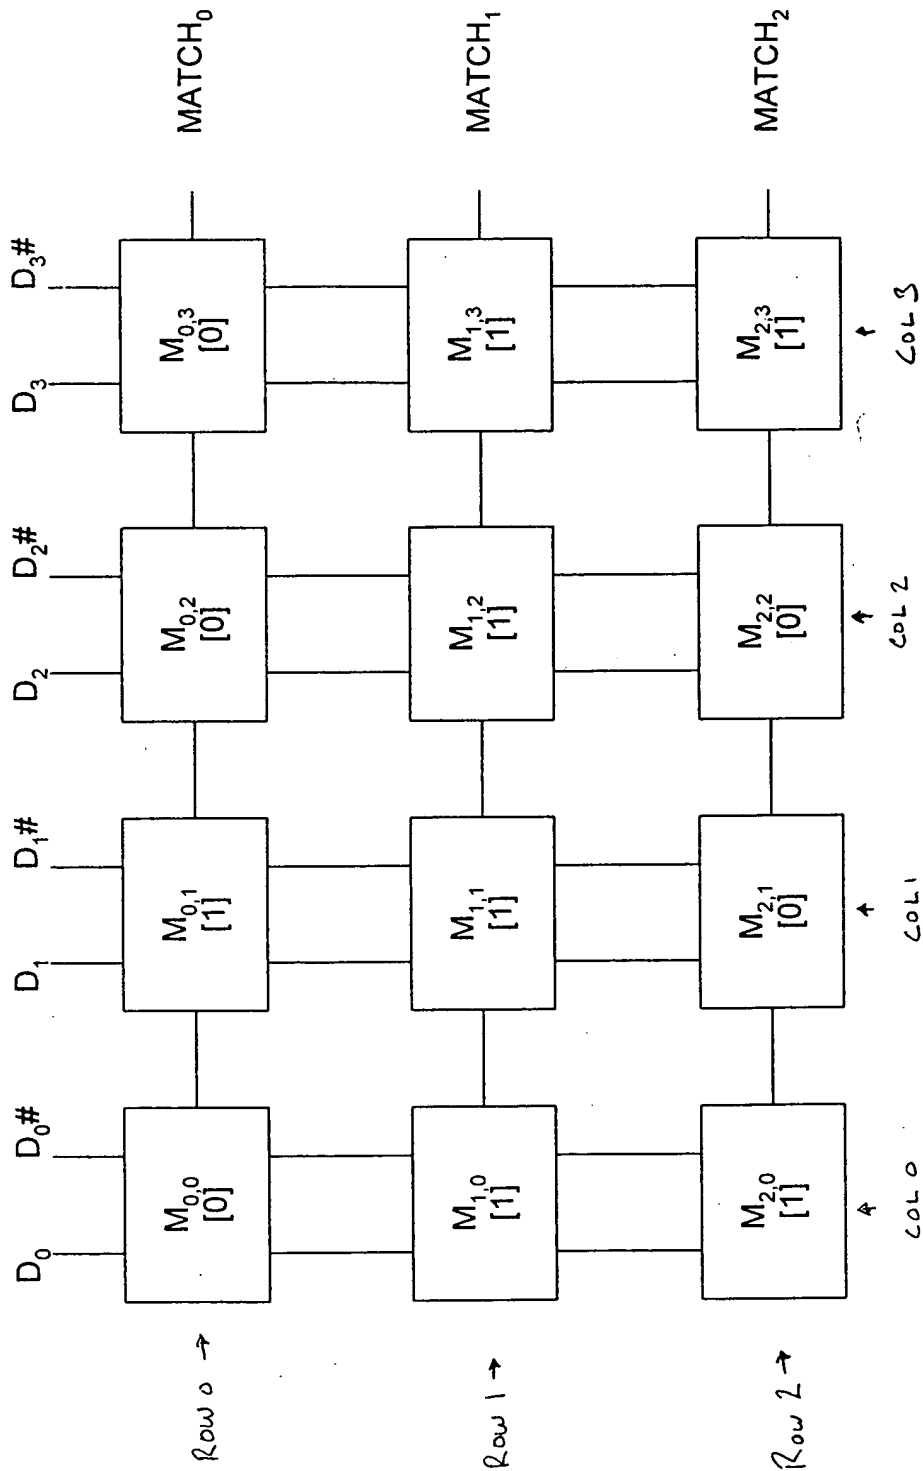 D₀ D₀# D₁ D₁# D₂ D₂# D₃ D₃#
ROW 0 → M₀,₀ M₀,₁ M₀,₂ M₀,₃ MATCH₀
[0] [1] [0] [0]
ROW 1 → M₁,₀ M₁,₁ M₁,₂ M₁,₃ MATCH₁
[1] [1] [1] [1]
ROW 2 → M₂,₀ M₂,₁ M₂,₂ M₂,₃ MATCH₂
[1] [0] [0] [1]
COL 0 COL 1 COL 2 COL 3